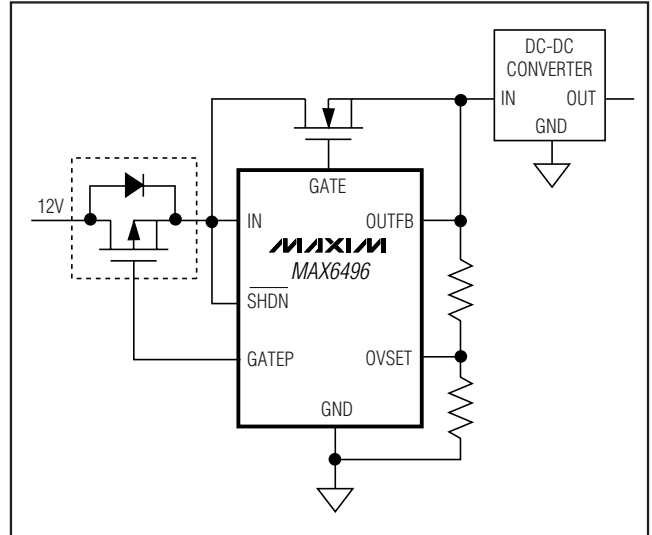 DC-DC
CONVERTER
IN OUT
GND
GATE
12V
IN OUTFB
MAXIM
MAX6496
SHDN
GATEP OVSET
GND